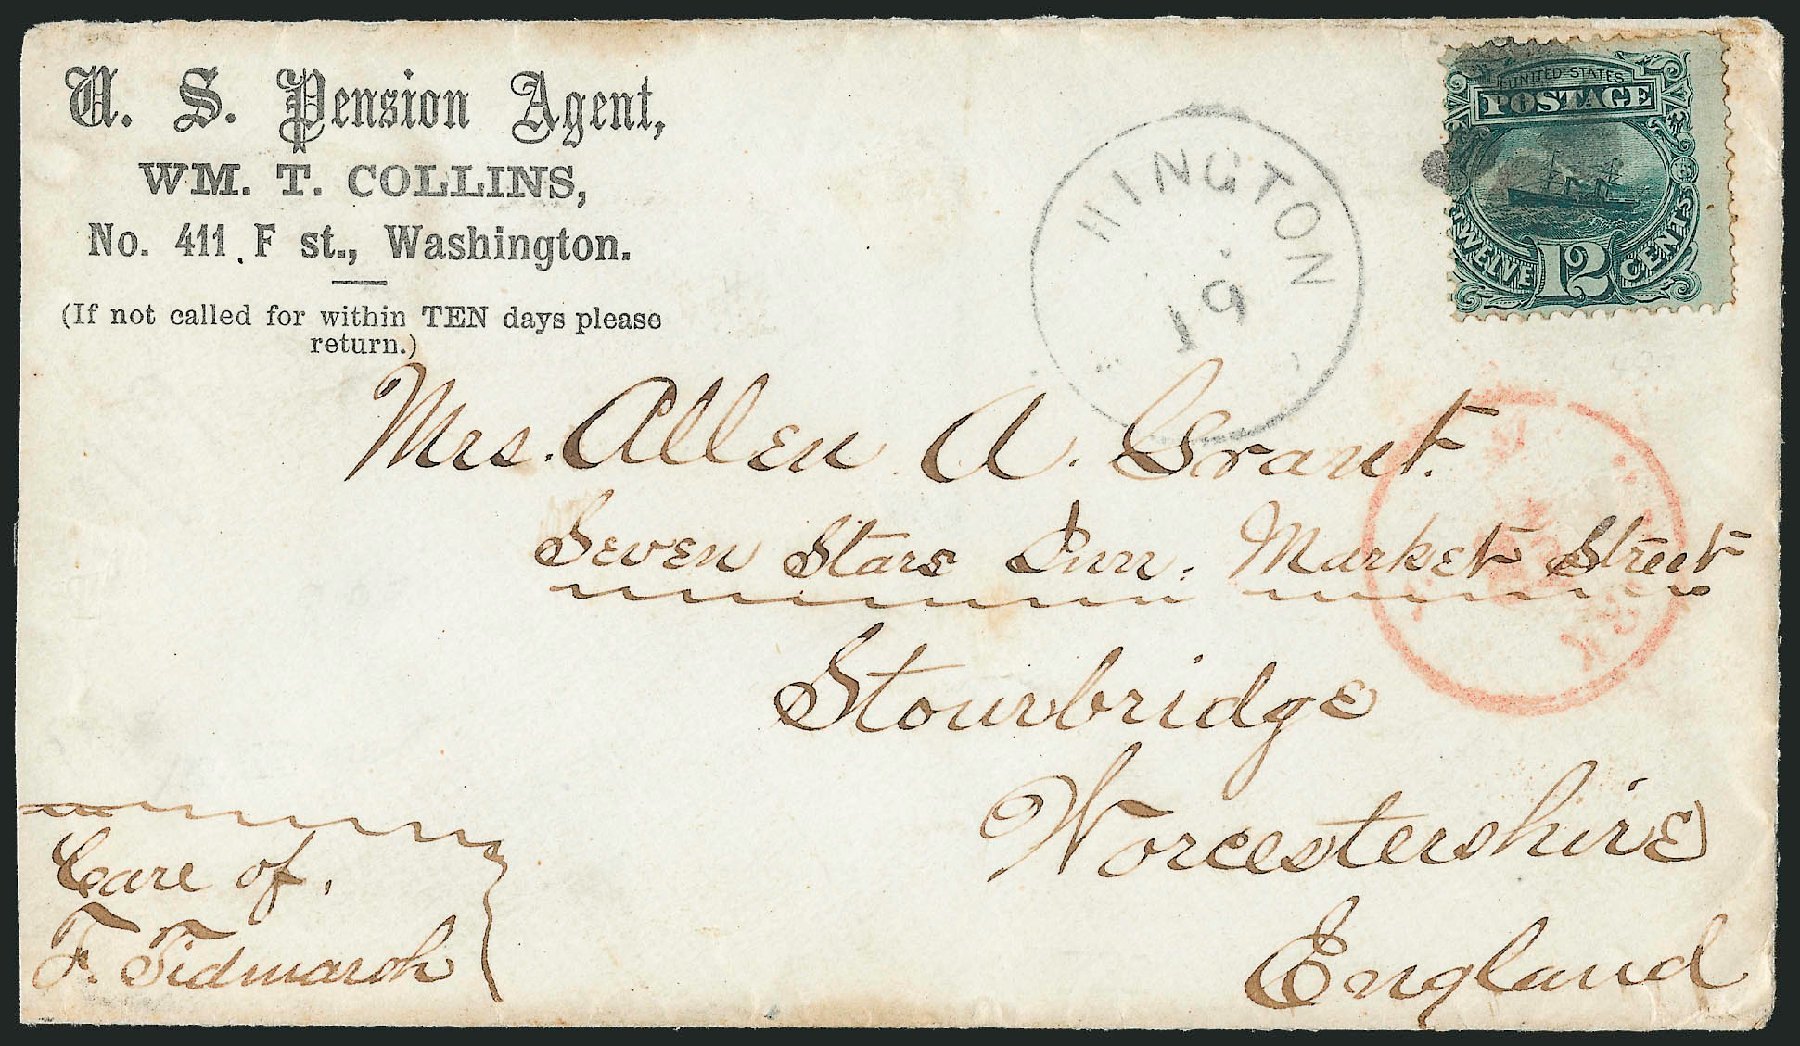 U. S. Pension Agent,
WM. T. COLLINS,
No. 411 F st., Washington.
(If not called for within TEN days please
return.)
HINGTON
19
UNITED STATES
POSTAGE
TWELVE 12 CENTS
Mrs. Allen A. Grant.
Seven Stars Inn, Market Street
Stourbridge
Worcestershire
England
Care of,
F. Tidmarsh